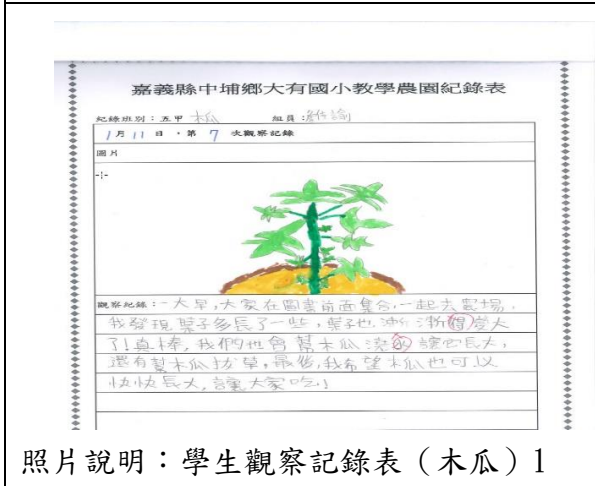 嘉義縣中埔鄉大有國小教學農園紀錄表
紀錄班別：五甲 木瓜 組員：詩諭
1月11日，第 7 次觀察記錄
圖片
觀察紀錄：一大早，大家在圖書前面集合，一起去農場，
我發現，葉子多長了一些，葉子也漸漸變大
了！真棒，我們也會幫木瓜澆 讓它長大，
還有幫木瓜拔草，最後，我希望木瓜也可以
快快長大，讓大家吃！
照片說明：學生觀察記錄表（木瓜）1